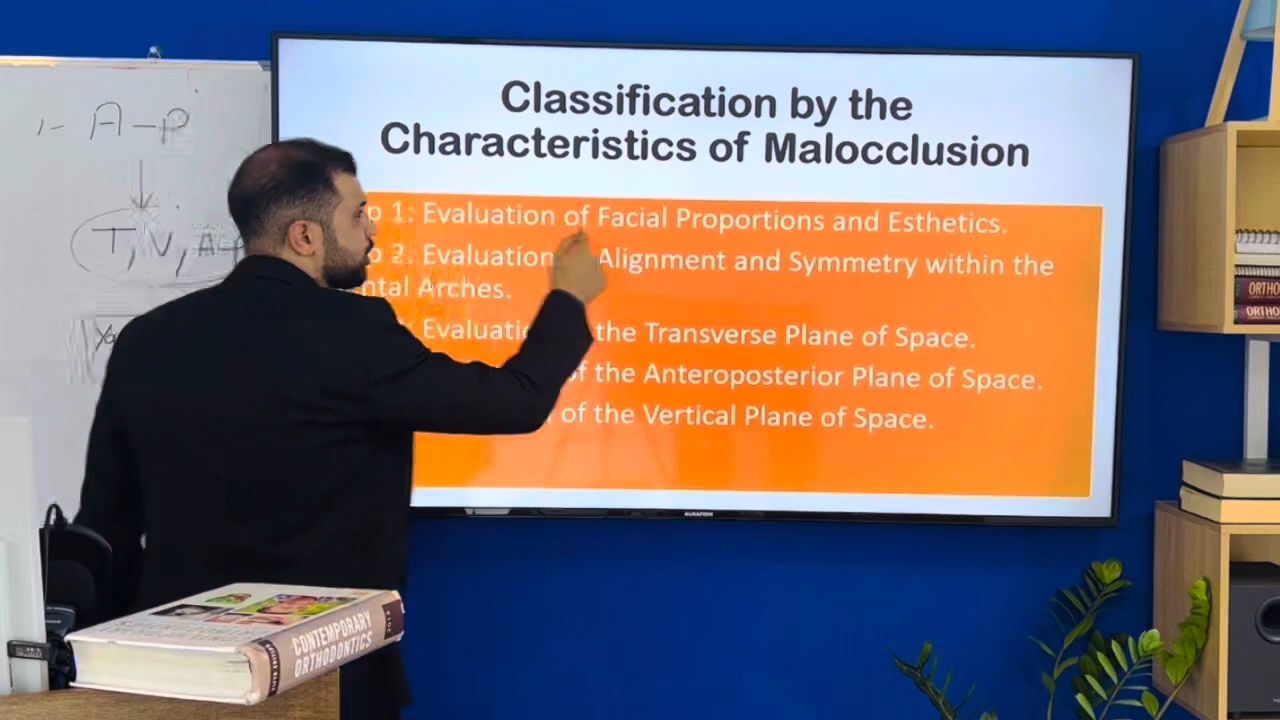 Classification by the
Characteristics of Malocclusion
p 1: Evaluation of Facial Proportions and Esthetics.
p 2: Evaluation Alignment and Symmetry within the
ntal Arches.
the Transverse Plane of Space.
of the Anteroposterior Plane of Space.
of the Vertical Plane of Space.
1- A-P
T, N,
CONTEMPORARY
ORTHODONTICS
ORTHO
ORTHO